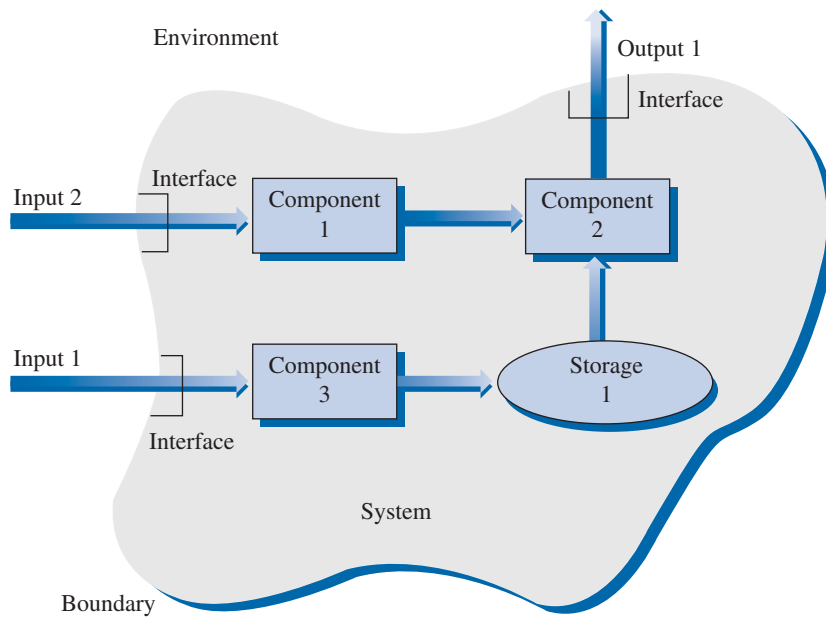 Environment
Output 1
Interface
Interface
Input 2
Component
1
Component
2
Input 1
Component
3
Storage
1
Interface
System
Boundary